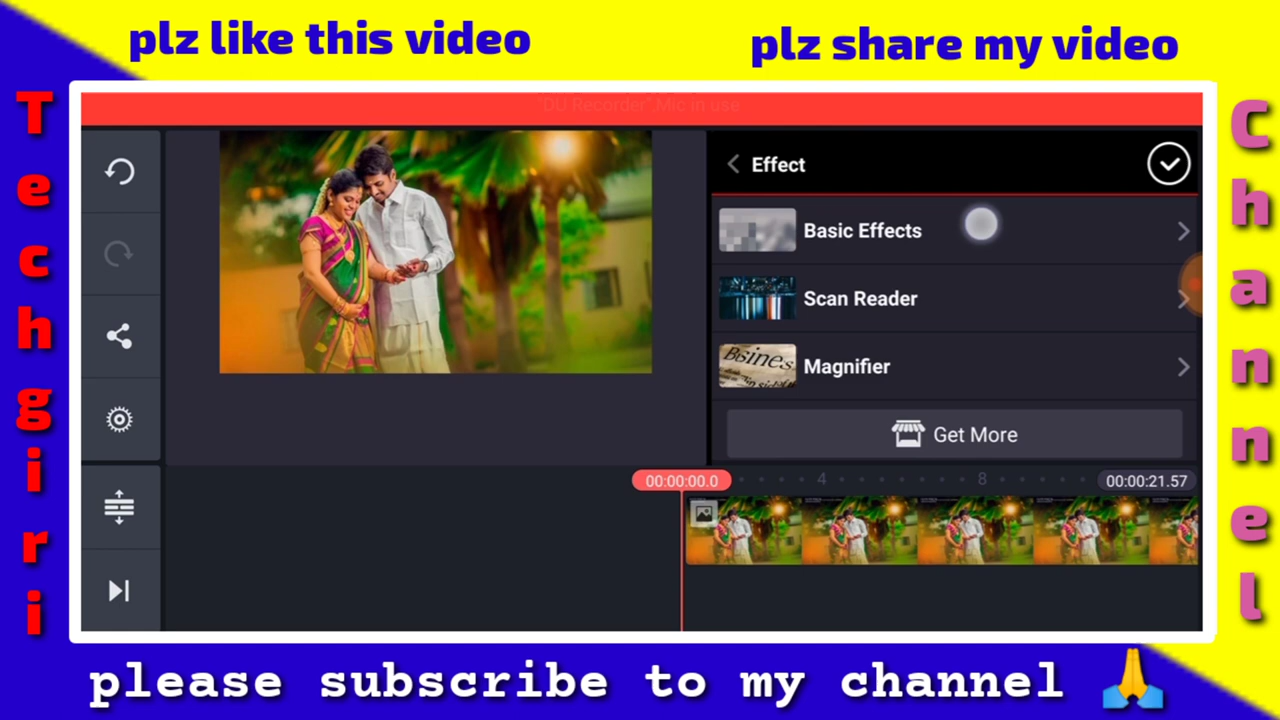 plz like this video
plz share my video
Techgiri
Channel
"DU Recorder" Mic in use
Effect
Basic Effects
Scan Reader
Bsines
Magnifier
Get More
00:00:00.0
4
8
00:00:21.57
please subscribe to my channel 🙏